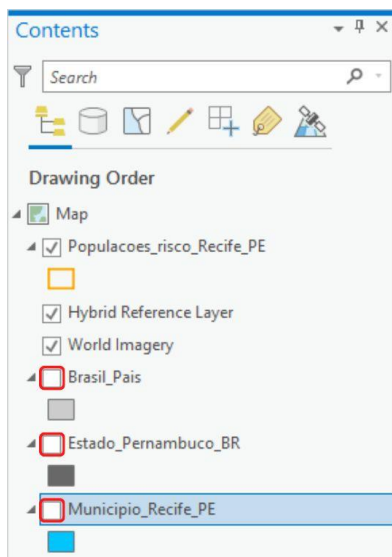 Contents
Search
Drawing Order
Map
Populacoes_risco_Recife_PE
Hybrid Reference Layer
World Imagery
Brasil_Pais
Estado_Pernambuco_BR
Municipio_Recife_PE